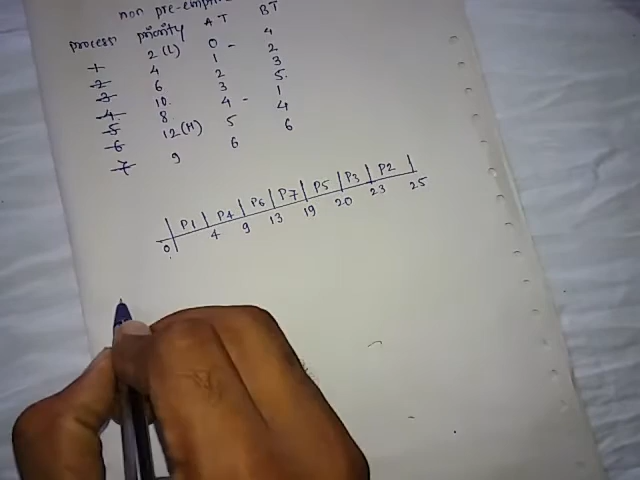 non pre-empti
process priority AT BT
1 2(L) 0 - 4
2 4 1 2
3 6 2 3
4 10. 3 5.
5 8 4 - 1
6 12(H) 5 4
7 9 6 6
P1 P4 P6 P7 P5 P3 P2
0 4 9 13 19 20 23 25